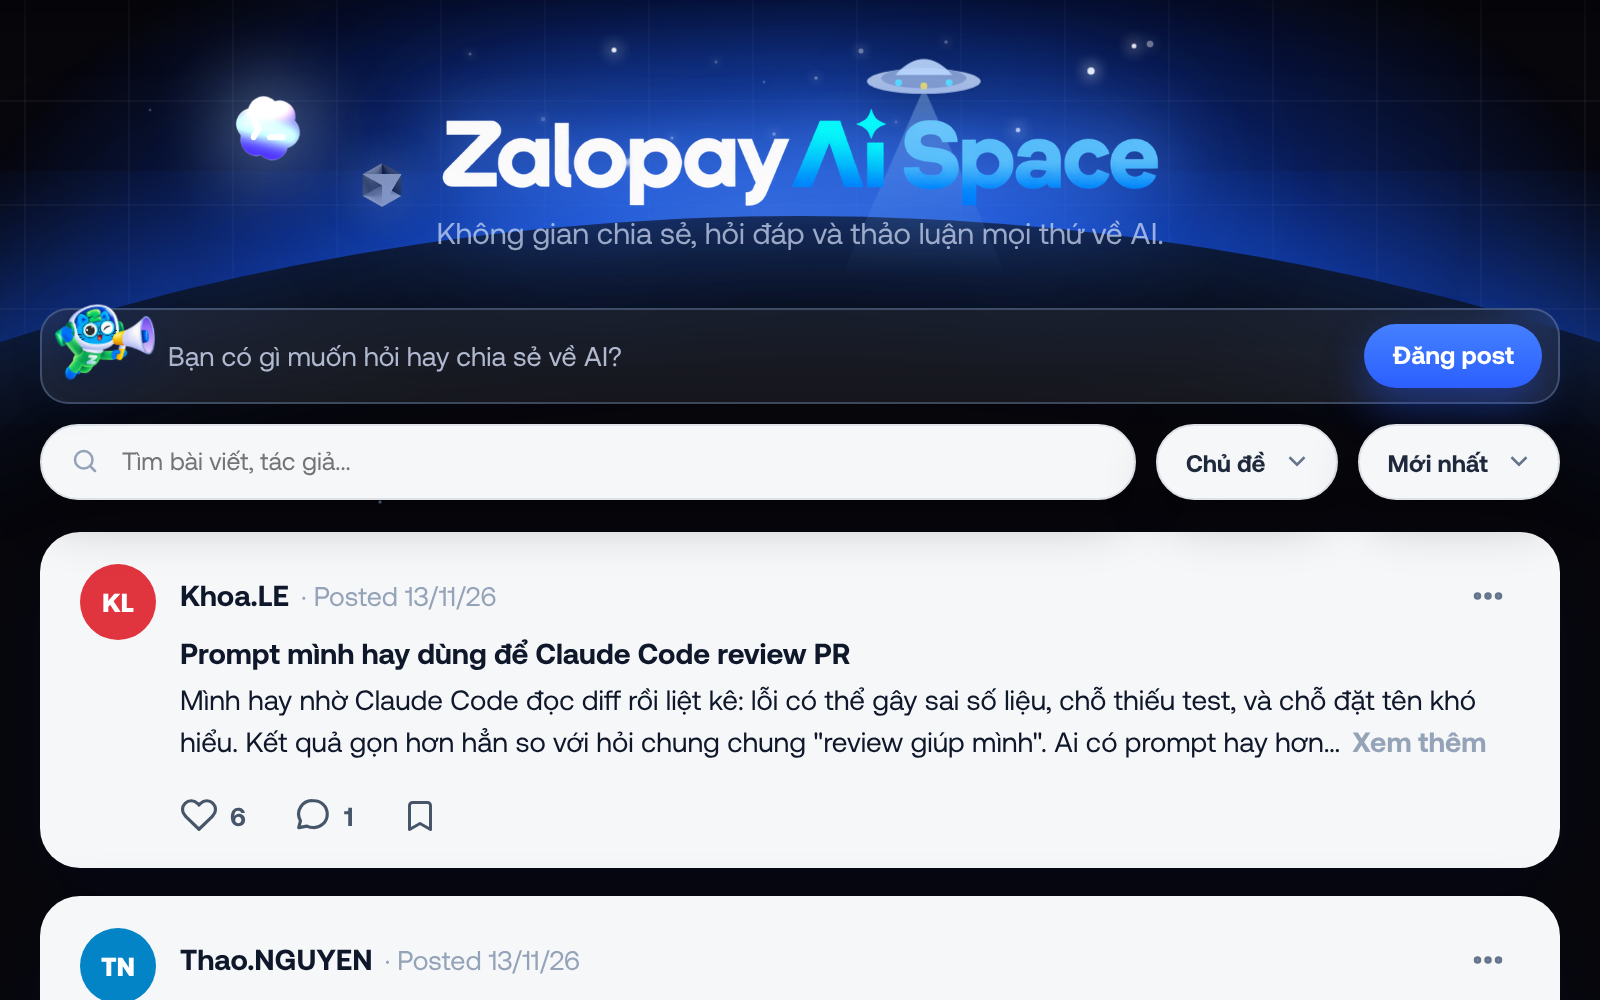 Zalopay Ai Space
Không gian chia sẻ, hỏi đáp và thảo luận mọi thứ về AI.
Bạn có gì muốn hỏi hay chia sẻ về AI?
Đăng post
Tìm bài viết, tác giả...
Chủ đề
Mới nhất
KL
Khoa.LE · Posted 13/11/26
Prompt mình hay dùng để Claude Code review PR
Mình hay nhờ Claude Code đọc diff rồi liệt kê: lỗi có thể gây sai số liệu, chỗ thiếu test, và chỗ đặt tên khó
hiểu. Kết quả gọn hơn hẳn so với hỏi chung chung "review giúp mình". Ai có prompt hay hơn... Xem thêm
6
1
TN
Thao.NGUYEN · Posted 13/11/26